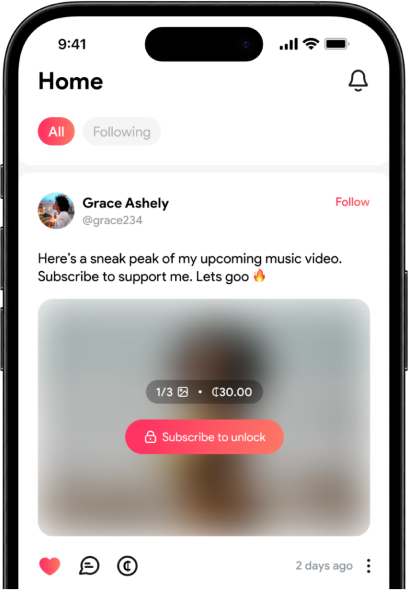 9:41
Home
All Following
Grace Ashely
Follow
@grace234
Here's a sneak peak of my upcoming music video.
Subscribe to support me. Lets goo 🔥
1/3 • ₵30.00
Subscribe to unlock
2 days ago